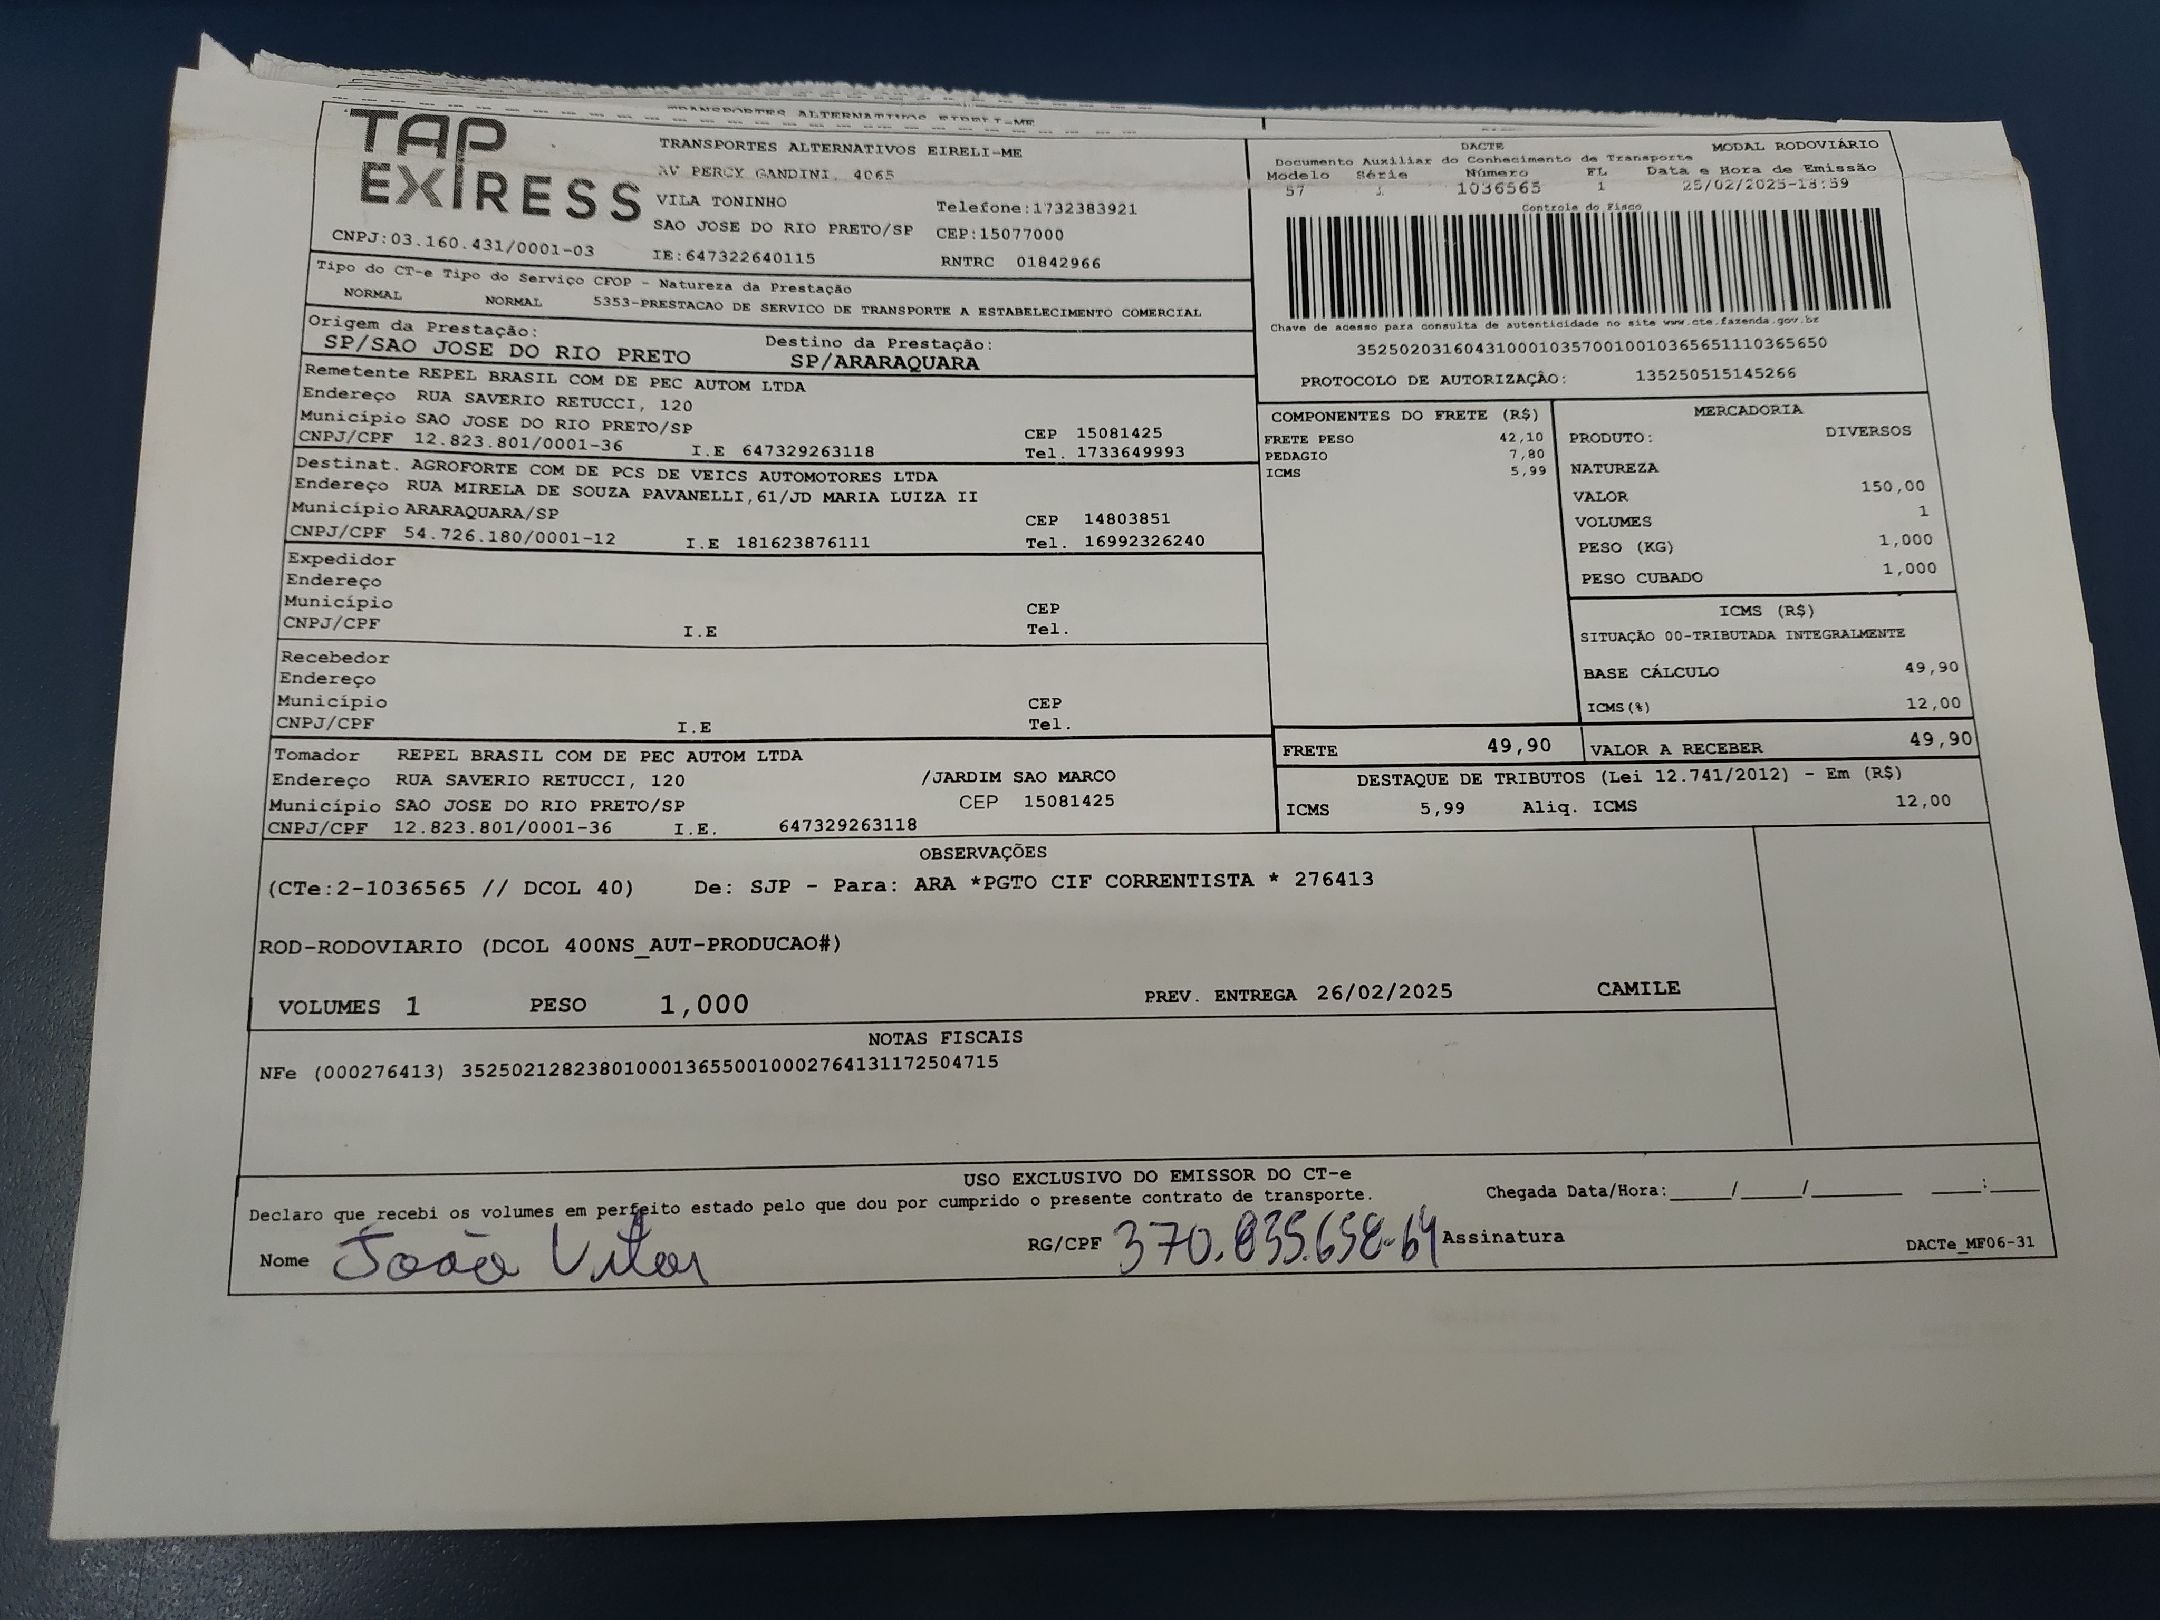 TRANSPORTES ALTERNATIVOS EIRELI-ME
TAP
EXPRESS
TRANSPORTES ALTERNATIVOS EIRELI-ME
AV PERCY GANDINI, 4065
VILA TONINHO Telefone:1732383921
SAO JOSE DO RIO PRETO/SP CEP:15077000
CNPJ:03.160.431/0001-03 IE:647322640115 RNTRC 01842966
DACTE MODAL RODOVIÁRIO
Documento Auxiliar do Conhecimento de Transporte
Modelo Série Número FL Data e Hora de Emissão
57 1 1036565 1 25/02/2025-18:59
Controle do Fisco
Chave de acesso para consulta de autenticidade no site www.cte.fazenda.gov.br
35250203160431000103570010010365651110365650
PROTOCOLO DE AUTORIZAÇÃO: 135250515145266
Tipo do CT-e Tipo do Serviço CFOP - Natureza da Prestação
NORMAL NORMAL 5353-PRESTACAO DE SERVICO DE TRANSPORTE A ESTABELECIMENTO COMERCIAL
Origem da Prestação: Destino da Prestação:
SP/SAO JOSE DO RIO PRETO SP/ARARAQUARA
Remetente REPEL BRASIL COM DE PEC AUTOM LTDA
Endereço RUA SAVERIO RETUCCI, 120
Município SAO JOSE DO RIO PRETO/SP CEP 15081425
CNPJ/CPF 12.823.801/0001-36 I.E 647329263118 Tel. 1733649993
Destinat. AGROFORTE COM DE PCS DE VEICS AUTOMOTORES LTDA
Endereço RUA MIRELA DE SOUZA PAVANELLI,61/JD MARIA LUIZA II
Município ARARAQUARA/SP CEP 14803851
CNPJ/CPF 54.726.180/0001-12 I.E 181623876111 Tel. 16992326240
Expedidor
Endereço
Município CEP
CNPJ/CPF I.E Tel.
Recebedor
Endereço
Município CEP
CNPJ/CPF I.E Tel.
Tomador REPEL BRASIL COM DE PEC AUTOM LTDA
Endereço RUA SAVERIO RETUCCI, 120 /JARDIM SAO MARCO
Município SAO JOSE DO RIO PRETO/SP CEP 15081425
CNPJ/CPF 12.823.801/0001-36 I.E. 647329263118
COMPONENTES DO FRETE (R$)
FRETE PESO 42,10
PEDAGIO 7,80
ICMS 5,99
MERCADORIA
PRODUTO: DIVERSOS
NATUREZA
VALOR 150,00
VOLUMES 1
PESO (KG) 1,000
PESO CUBADO 1,000
ICMS (R$)
SITUAÇÃO 00-TRIBUTADA INTEGRALMENTE
BASE CÁLCULO 49,90
ICMS(%) 12,00
FRETE 49,90 VALOR A RECEBER 49,90
DESTAQUE DE TRIBUTOS (Lei 12.741/2012) - Em (R$)
ICMS 5,99 Aliq. ICMS 12,00
OBSERVAÇÕES
(CTe:2-1036565 // DCOL 40) De: SJP - Para: ARA *PGTO CIF CORRENTISTA * 276413
ROD-RODOVIARIO (DCOL 400NS_AUT-PRODUCAO#)
VOLUMES 1 PESO 1,000 PREV. ENTREGA 26/02/2025 CAMILE
NOTAS FISCAIS
NFe (000276413) 35250212823801000136550010002764131172504715
USO EXCLUSIVO DO EMISSOR DO CT-e
Declaro que recebi os volumes em perfeito estado pelo que dou por cumprido o presente contrato de transporte. Chegada Data/Hora:____/____/______ ___:___
Nome João Vitor RG/CPF 370.835.658-64 Assinatura DACTe_MF06-31